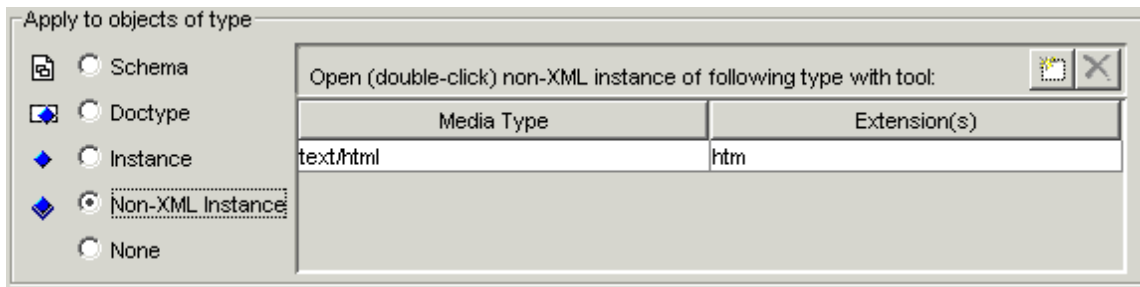 Apply to objects of type
Schema
Doctype
Instance
Non-XML Instance
None
Open (double-click) non-XML instance of following type with tool:
Media Type Extension(s)
text/html htm